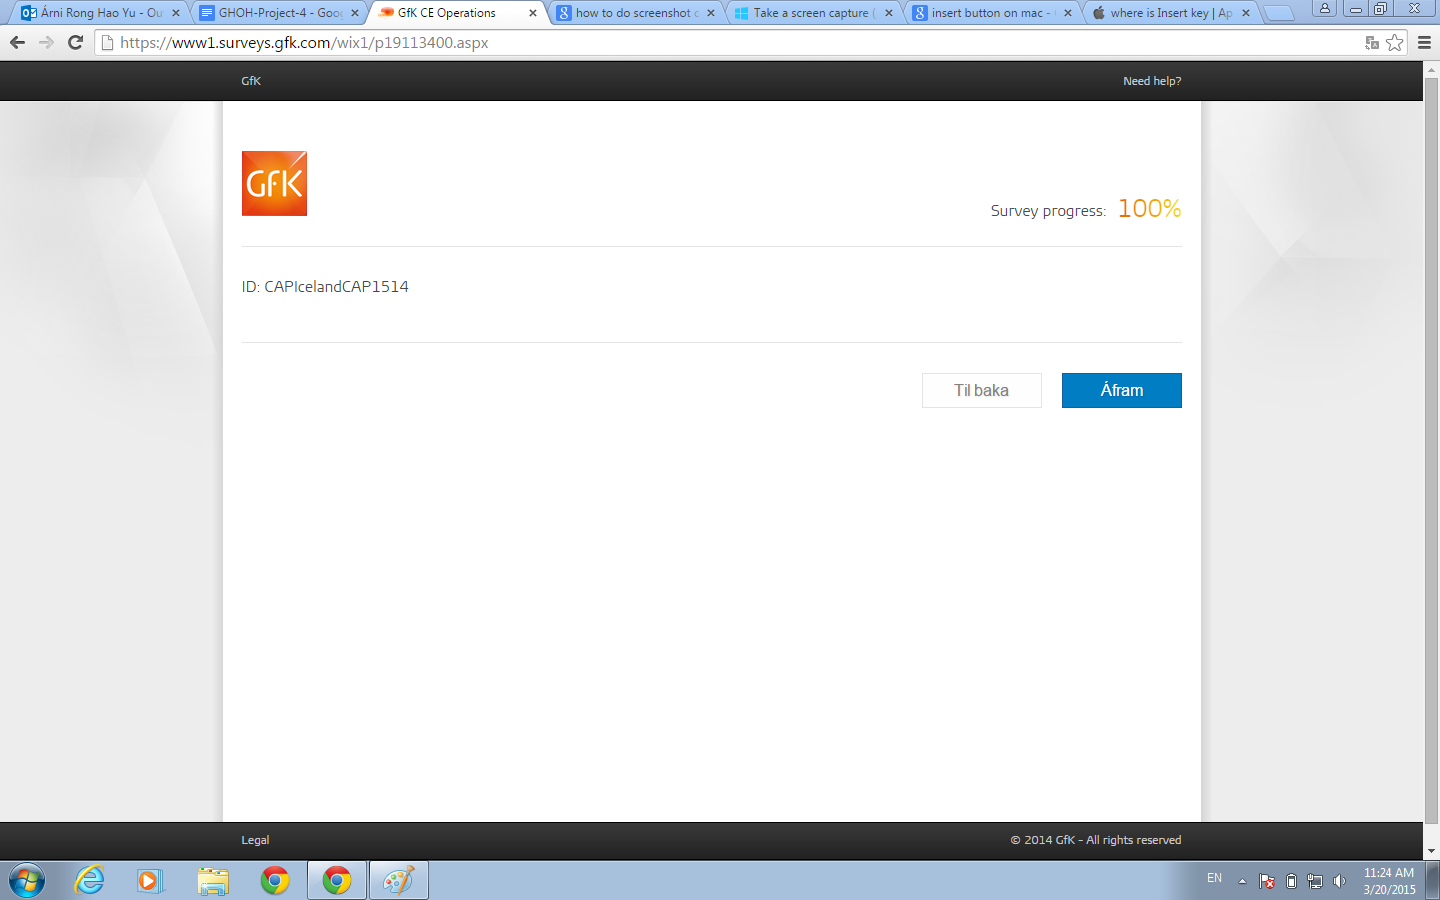 Árni Rong Hao Yu - Ou
GHOH-Project-4 - Goog
GfK CE Operations
how to do screenshot o
Take a screen capture (
insert button on mac -
where is Insert key | Ap
https://www1.surveys.gfk.com/wix1/p19113400.aspx
GfK
Need help?
GfK
Survey progress: 100%
ID: CAPIcelandCAP1514
Til baka
Áfram
Legal
© 2014 GfK - All rights reserved
EN
11:24 AM
3/20/2015